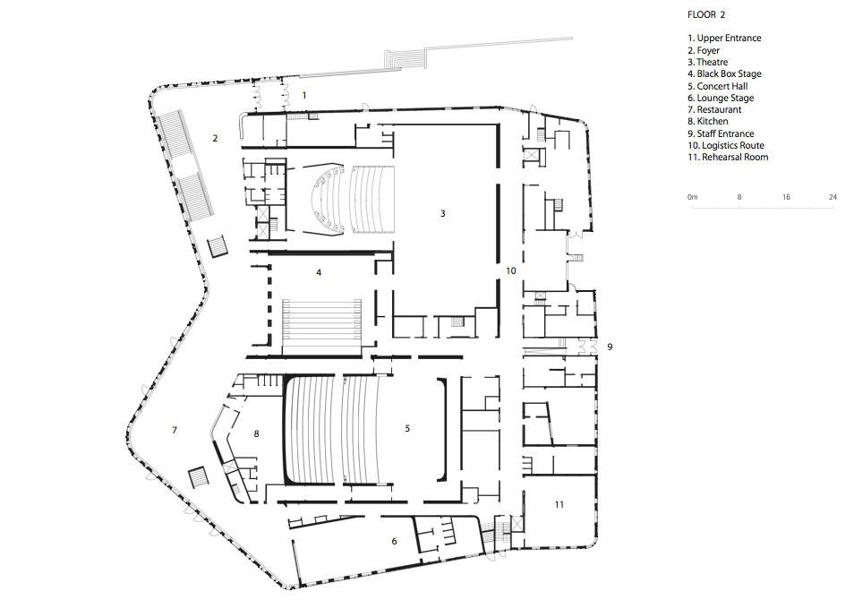 FLOOR 2
1. Upper Entrance
2. Foyer
3. Theatre
4. Black Box Stage
5. Concert Hall
6. Lounge Stage
7. Restaurant
8. Kitchen
9. Staff Entrance
10. Logistics Route
11. Rehearsal Room
0m 8 16 24
1
2
3
10
4
9
7
8
5
11
6